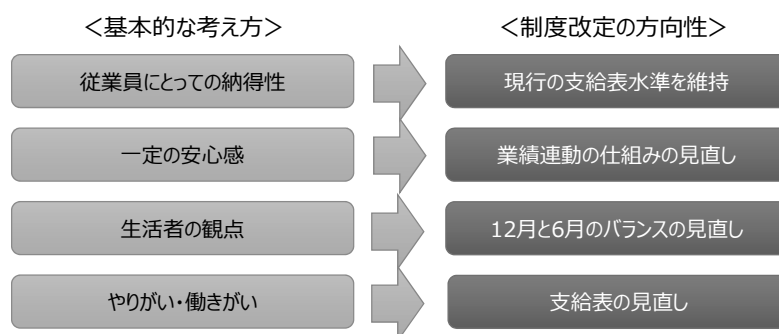 ＜基本的な考え方＞
＜制度改定の方向性＞
従業員にとっての納得性
現行の支給表水準を維持
一定の安心感
業績連動の仕組みの見直し
生活者の観点
12月と6月のバランスの見直し
やりがい・働きがい
支給表の見直し